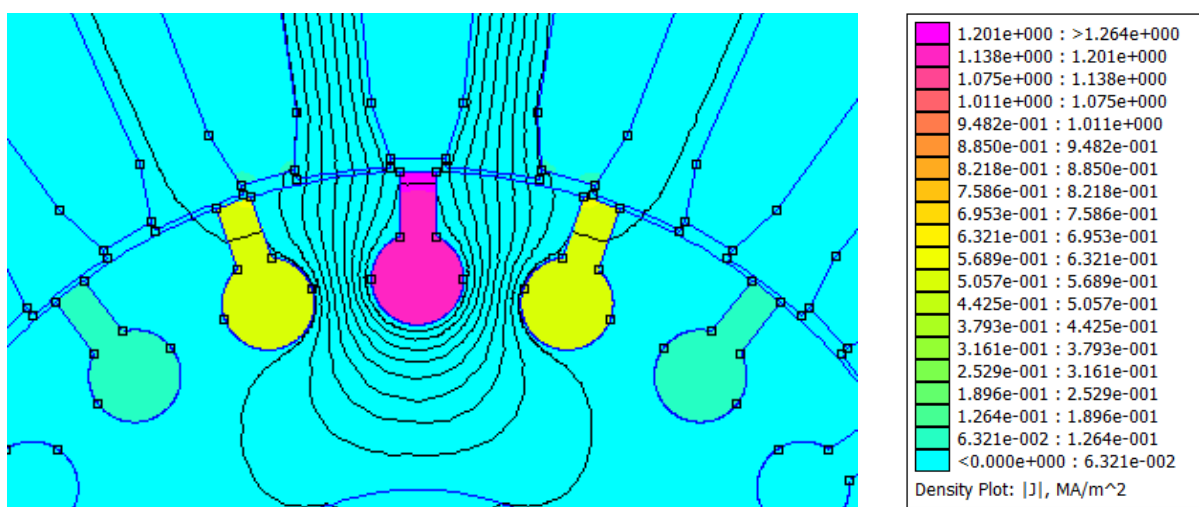 1.201e+000 : >1.264e+000
1.138e+000 : 1.201e+000
1.075e+000 : 1.138e+000
1.011e+000 : 1.075e+000
9.482e-001 : 1.011e+000
8.850e-001 : 9.482e-001
8.218e-001 : 8.850e-001
7.586e-001 : 8.218e-001
6.953e-001 : 7.586e-001
6.321e-001 : 6.953e-001
5.689e-001 : 6.321e-001
5.057e-001 : 5.689e-001
4.425e-001 : 5.057e-001
3.793e-001 : 4.425e-001
3.161e-001 : 3.793e-001
2.529e-001 : 3.161e-001
1.896e-001 : 2.529e-001
1.264e-001 : 1.896e-001
6.321e-002 : 1.264e-001
<0.000e+000 : 6.321e-002
Density Plot: |J|, MA/m^2